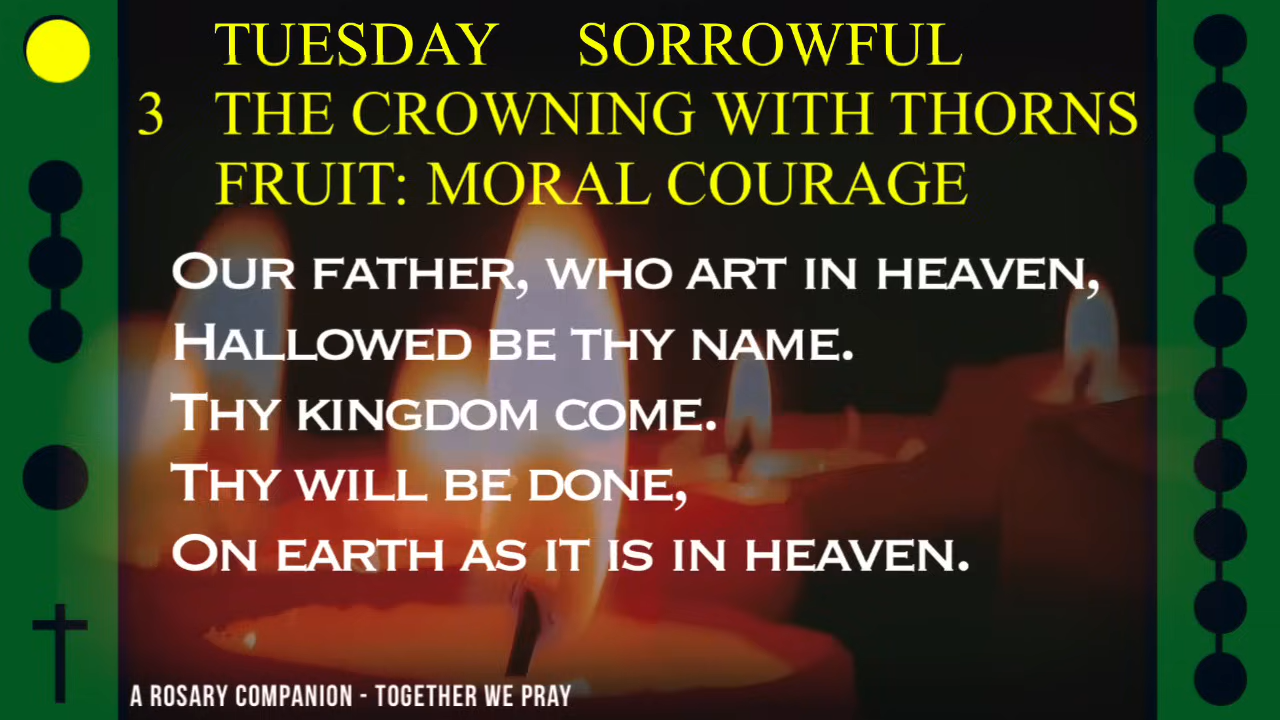 TUESDAY SORROWFUL
3 THE CROWNING WITH THORNS
FRUIT: MORAL COURAGE
OUR FATHER, WHO ART IN HEAVEN,
HALLOWED BE THY NAME.
THY KINGDOM COME.
THY WILL BE DONE,
ON EARTH AS IT IS IN HEAVEN.
A ROSARY COMPANION - TOGETHER WE PRAY